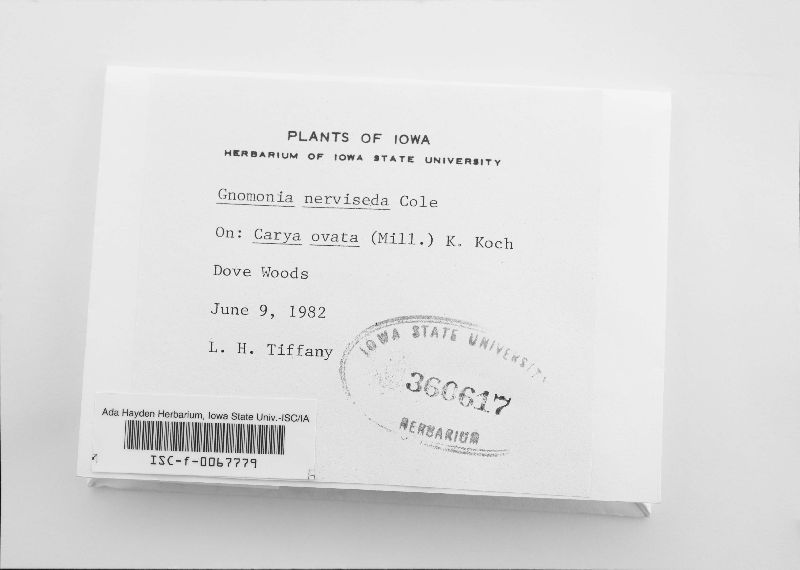 PLANTS OF IOWA
HERBARIUM OF IOWA STATE UNIVERSITY
Gnomonia nerviseda Cole
On: Carya ovata (Mill.) K. Koch
Dove Woods
June 9, 1982
L. H. Tiffany
IOWA STATE UNIVERSITY
360617
HERBARIUM
Ada Hayden Herbarium, Iowa State Univ.-ISC/IA
ISC-f-0067779